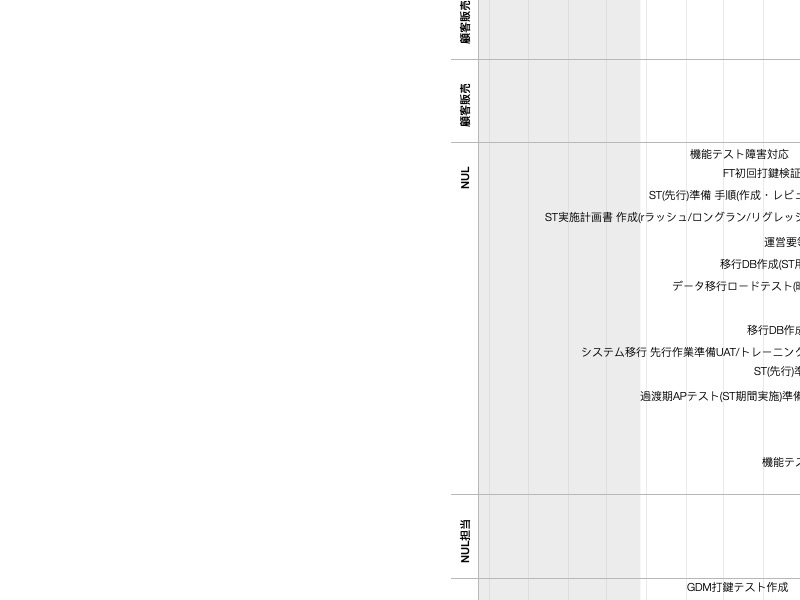 顧客販売
顧客販売
NUL
機能テスト障害対応
FT初回打鍵検証
ST(先行)準備 手順(作成・レビュ
ST実施計画書 作成(rラッシュ/ロングラン/リグレッシ
運営要
移行DB作成(ST用
データ移行ロードテスト(
移行DB作成
システム移行 先行作業準備UAT/トレーニング
ST(先行)準
過渡期APテスト(ST期間実施)準備
機能テス
NUL担当
GDM打鍵テスト作成